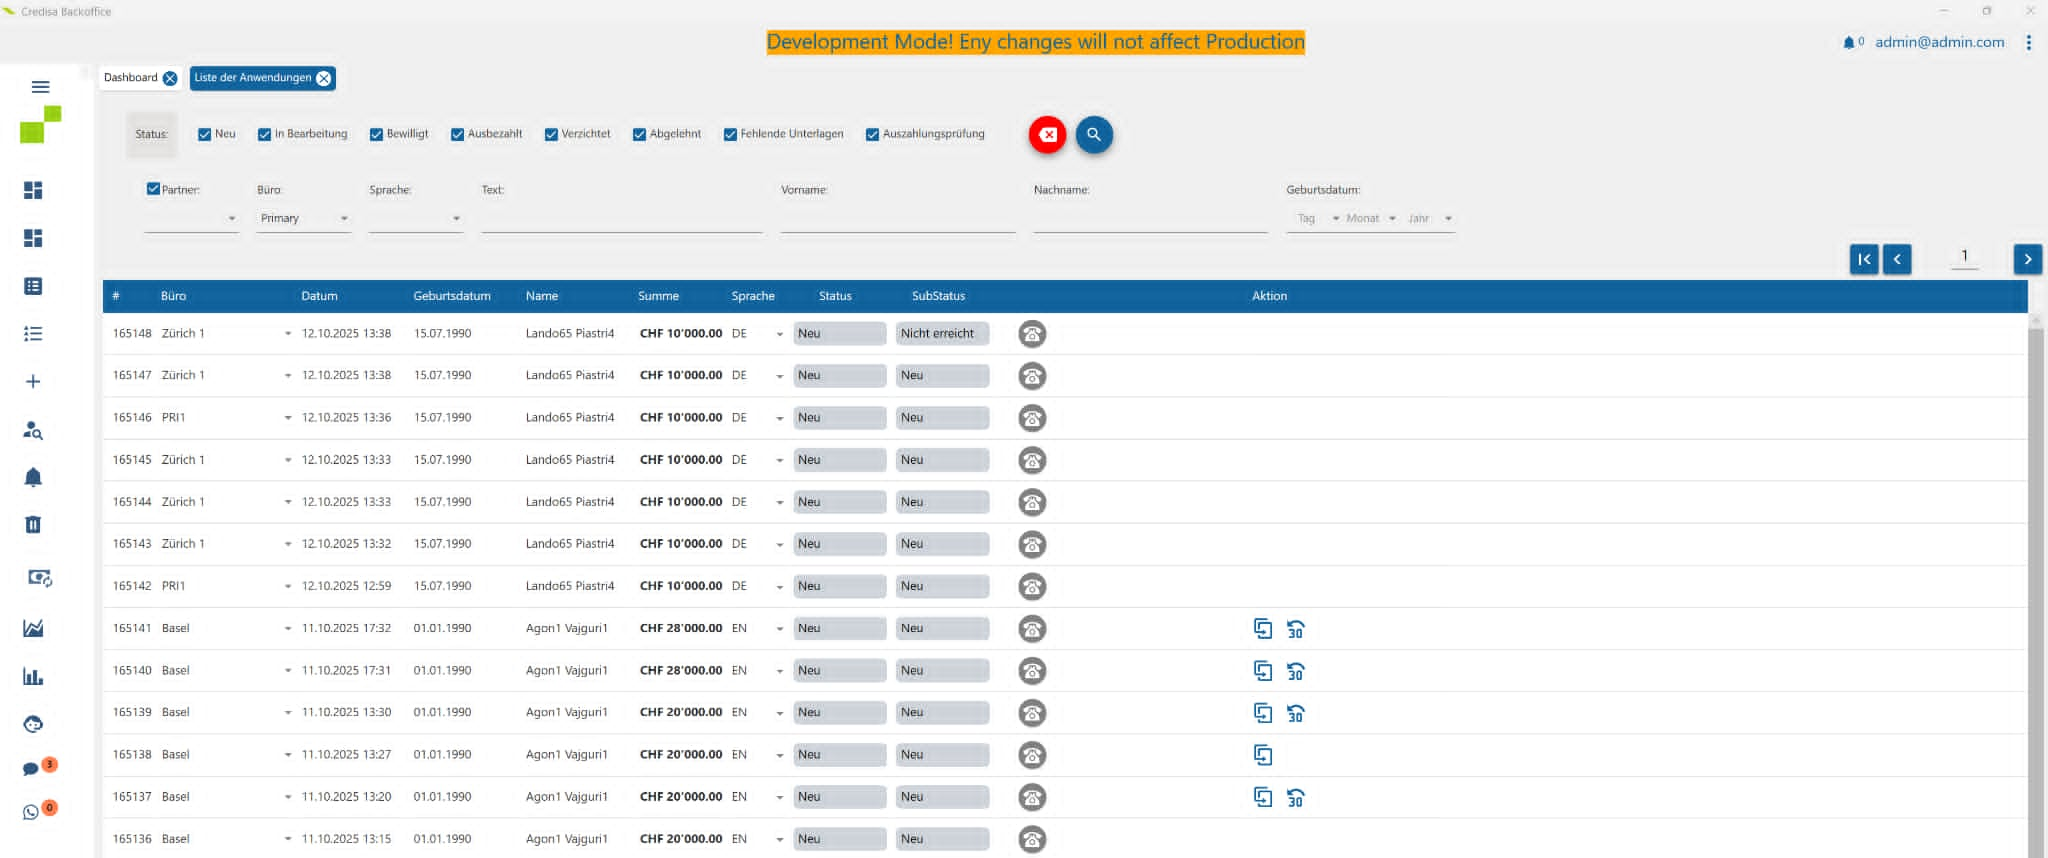 Credisa Backoffice
Development Mode! Eny changes will not affect Production
0 admin@admin.com
Dashboard Liste der Anwendungen
Status: Neu In Bearbeitung Bewilligt Ausbezahlt Verzichtet Abgelehnt Fehlende Unterlagen Auszahlungsprüfung
Partner: Büro: Sprache: Text: Vorname: Nachname: Geburtsdatum:
Primary Tag Monat Jahr
1
# Büro Datum Geburtsdatum Name Summe Sprache Status SubStatus Aktion
165148 Zürich 1 12.10.2025 13:38 15.07.1990 Lando65 Piastri4 CHF 10'000.00 DE Neu Nicht erreicht
165147 Zürich 1 12.10.2025 13:38 15.07.1990 Lando65 Piastri4 CHF 10'000.00 DE Neu Neu
165146 PRI1 12.10.2025 13:36 15.07.1990 Lando65 Piastri4 CHF 10'000.00 DE Neu Neu
165145 Zürich 1 12.10.2025 13:33 15.07.1990 Lando65 Piastri4 CHF 10'000.00 DE Neu Neu
165144 Zürich 1 12.10.2025 13:33 15.07.1990 Lando65 Piastri4 CHF 10'000.00 DE Neu Neu
165143 Zürich 1 12.10.2025 13:32 15.07.1990 Lando65 Piastri4 CHF 10'000.00 DE Neu Neu
165142 PRI1 12.10.2025 12:59 15.07.1990 Lando65 Piastri4 CHF 10'000.00 DE Neu Neu
165141 Basel 11.10.2025 17:32 01.01.1990 Agon1 Vajguri1 CHF 28'000.00 EN Neu Neu 30
165140 Basel 11.10.2025 17:31 01.01.1990 Agon1 Vajguri1 CHF 28'000.00 EN Neu Neu 30
165139 Basel 11.10.2025 13:30 01.01.1990 Agon1 Vajguri1 CHF 20'000.00 EN Neu Neu 30
165138 Basel 11.10.2025 13:27 01.01.1990 Agon1 Vajguri1 CHF 20'000.00 EN Neu Neu
3
165137 Basel 11.10.2025 13:20 01.01.1990 Agon1 Vajguri1 CHF 20'000.00 EN Neu Neu 30
0
165136 Basel 11.10.2025 13:15 01.01.1990 Agon1 Vajguri1 CHF 20'000.00 EN Neu Neu